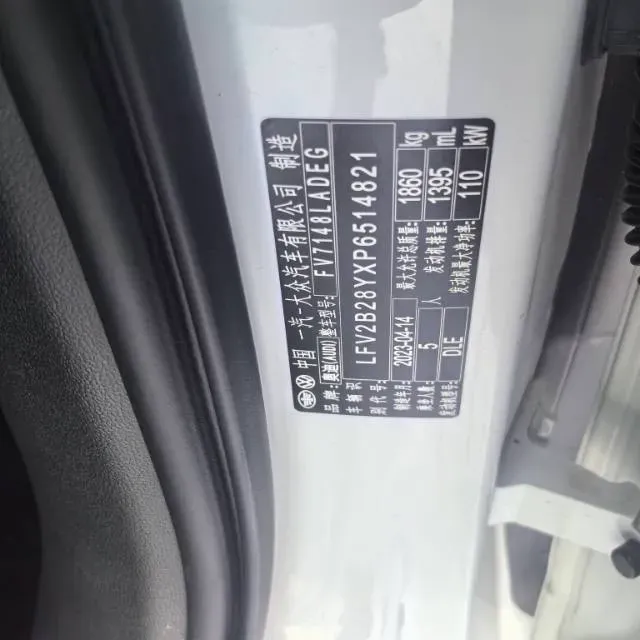 中国 一汽-大众汽车有限公司 制造
品牌: 奥迪(AUDI) 整车型号: FV7148LADEG
车辆识别代号: LFV2B28YXP6514821
制造年月: 2023-04-14 最大允许总质量: 1860 kg
乘坐人数: 5 人 发动机排量: 1395 mL
发动机型号: DLE 发动机最大净功率: 110 kW